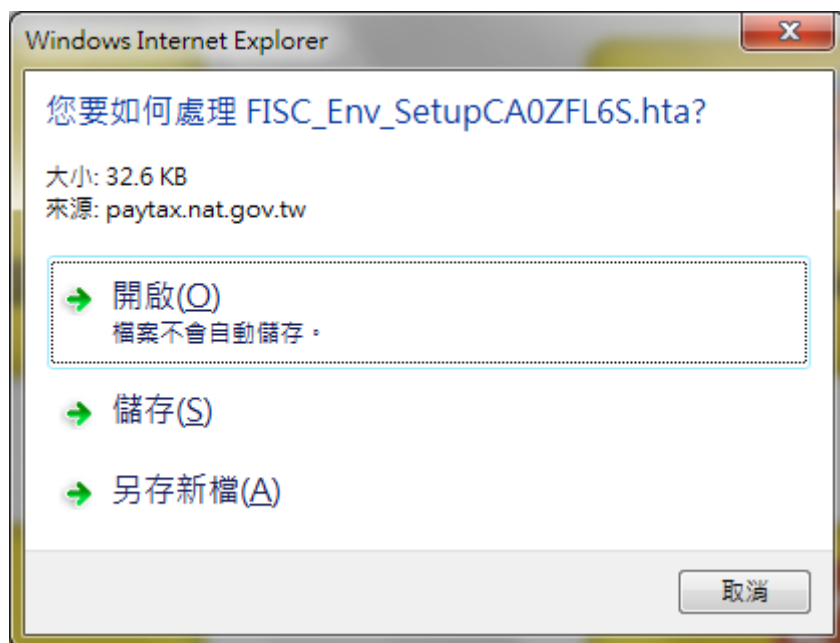 Windows Internet Explorer
您要如何處理 FISC_Env_SetupCA0ZFL6S.hta?
大小: 32.6 KB
來源: paytax.nat.gov.tw
開啟(O)
檔案不會自動儲存。
儲存(S)
另存新檔(A)
取消